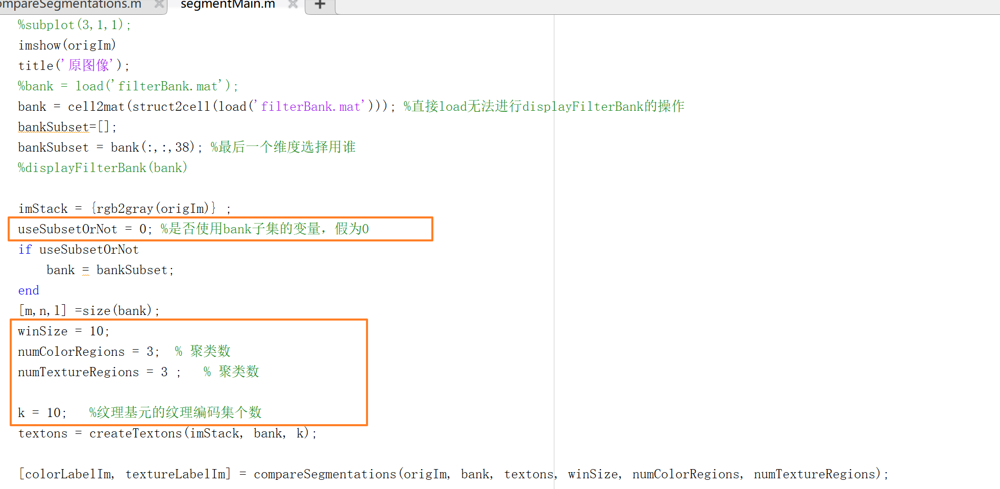 ompareSegmentations.m × segmentMain.m × +
%subplot(3,1,1);
imshow(origIm)
title('原图像');
%bank = load('filterBank.mat');
bank = cell2mat(struct2cell(load('filterBank.mat'))); %直接load无法进行displayFilterBank的操作
bankSubset=[];
bankSubset = bank(:,:,38); %最后一个维度选择用谁
%displayFilterBank(bank)
imStack = {rgb2gray(origIm)} ;
useSubsetOrNot = 0; %是否使用bank子集的变量，假为0
if useSubsetOrNot
bank = bankSubset;
end
[m,n,l] =size(bank);
winSize = 10;
numColorRegions = 3; % 聚类数
numTextureRegions = 3 ; % 聚类数
k = 10; %纹理基元的纹理编码集个数
textons = createTextons(imStack, bank, k);
[colorLabelIm, textureLabelIm] = compareSegmentations(origIm, bank, textons, winSize, numColorRegions, numTextureRegions);